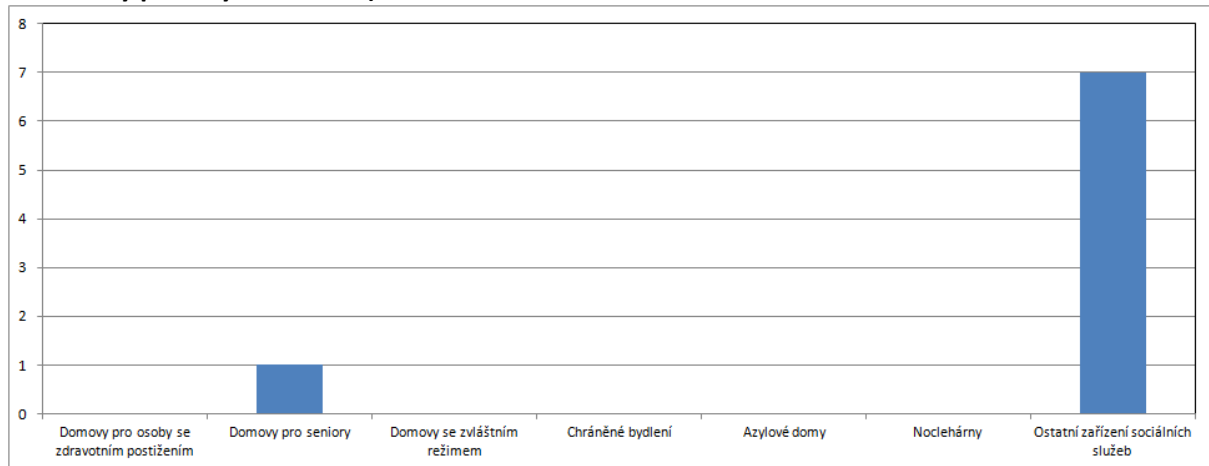 8
7
6
5
4
3
2
1
0
Domovy pro osoby se
zdravotním postižením
Domovy pro seniory
Domovy se zvláštním
režimem
Chráněné bydlení
Azylové domy
Noclehárny
Ostatní zařízení sociálních
služeb